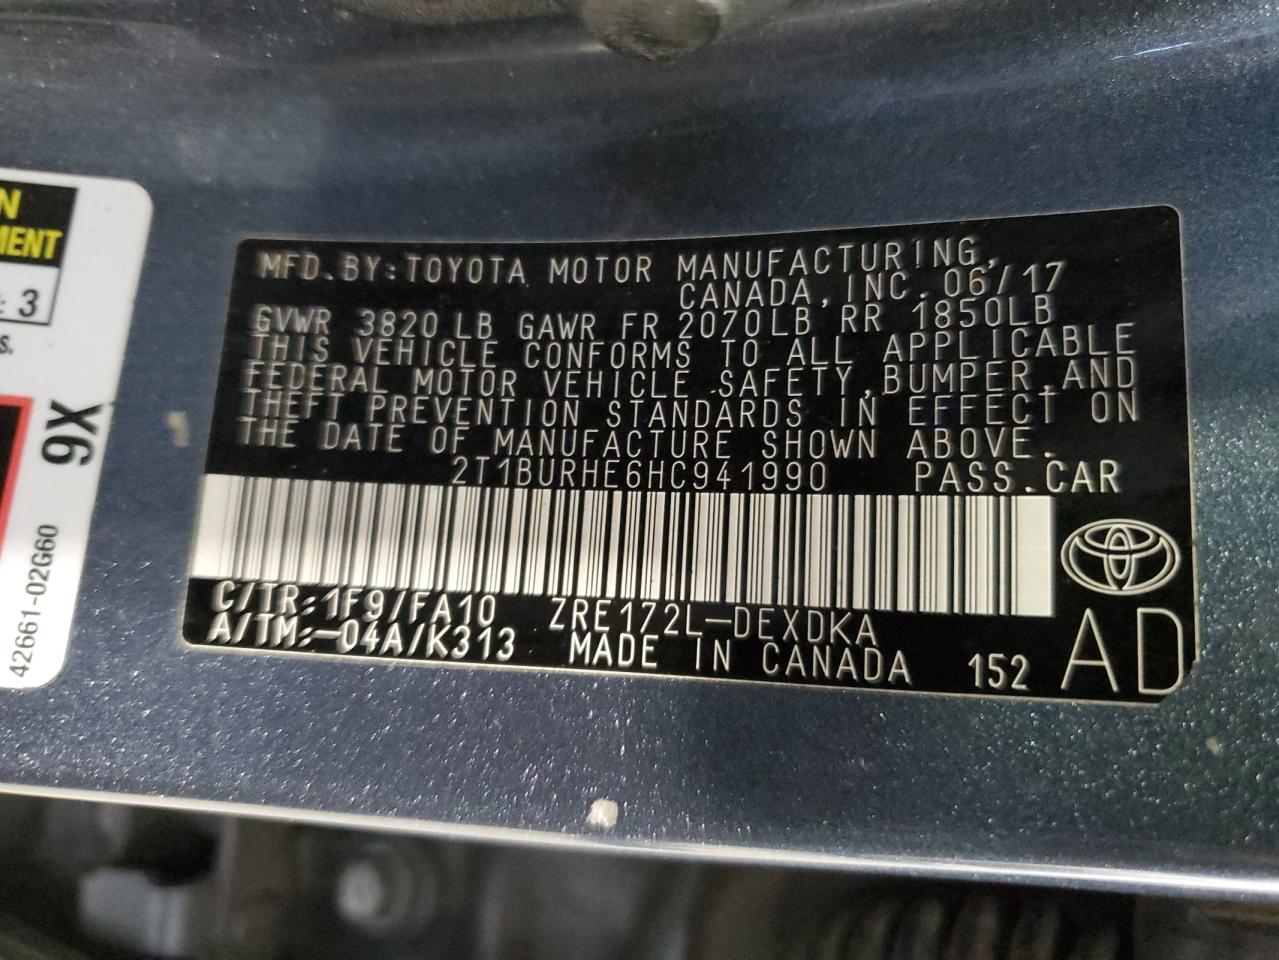 N
MENT
: 3
s.
9X
42661-02G60
MFD.BY:TOYOTA MOTOR MANUFACTURING,
CANADA,INC.06/17
GVWR 3820LB GAWR FR 2070LB RR 1850LB
THIS VEHICLE CONFORMS TO ALL APPLICABLE
FEDERAL MOTOR VEHICLE SAFETY,BUMPER,AND
THEFT PREVENTION STANDARDS IN EFFECT ON
THE DATE OF MANUFACTURE SHOWN ABOVE.
2T1BURHE6HC941990 PASS.CAR
C/TR:1F9/FA10 ZRE172L-DEXDKA
A/TM:-04A/K313 MADE IN CANADA 152 AD